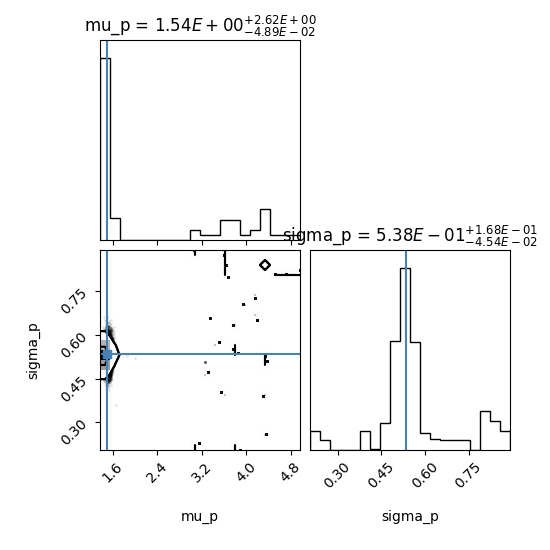 mu_p = 1.54E+00 +2.62E+00 −4.89E−02
sigma_p = 5.38E−01 +1.68E−01 −4.54E−02
0.75
0.60
0.45
0.30
sigma_p
1.6 2.4 3.2 4.0 4.8
0.30 0.45 0.60 0.75
mu_p
sigma_p